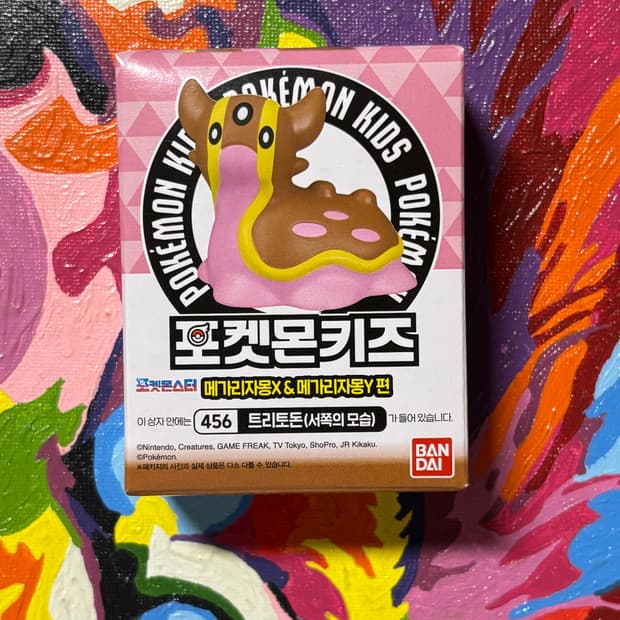 POKÉMON KIDS POKÉMON KIDS POKÉM
포켓몬키즈
포켓몬스터 메가리자몽X & 메가리자몽Y 편
이 상자 안에는 456 트리토돈(서쪽의 모습) 가 들어 있습니다.
©Nintendo, Creatures, GAME FREAK, TV Tokyo, ShoPro, JR Kikaku.
©Pokémon.
※패키지의 사진과 실제 상품은 다소 다를 수 있습니다.
BAN
DAI